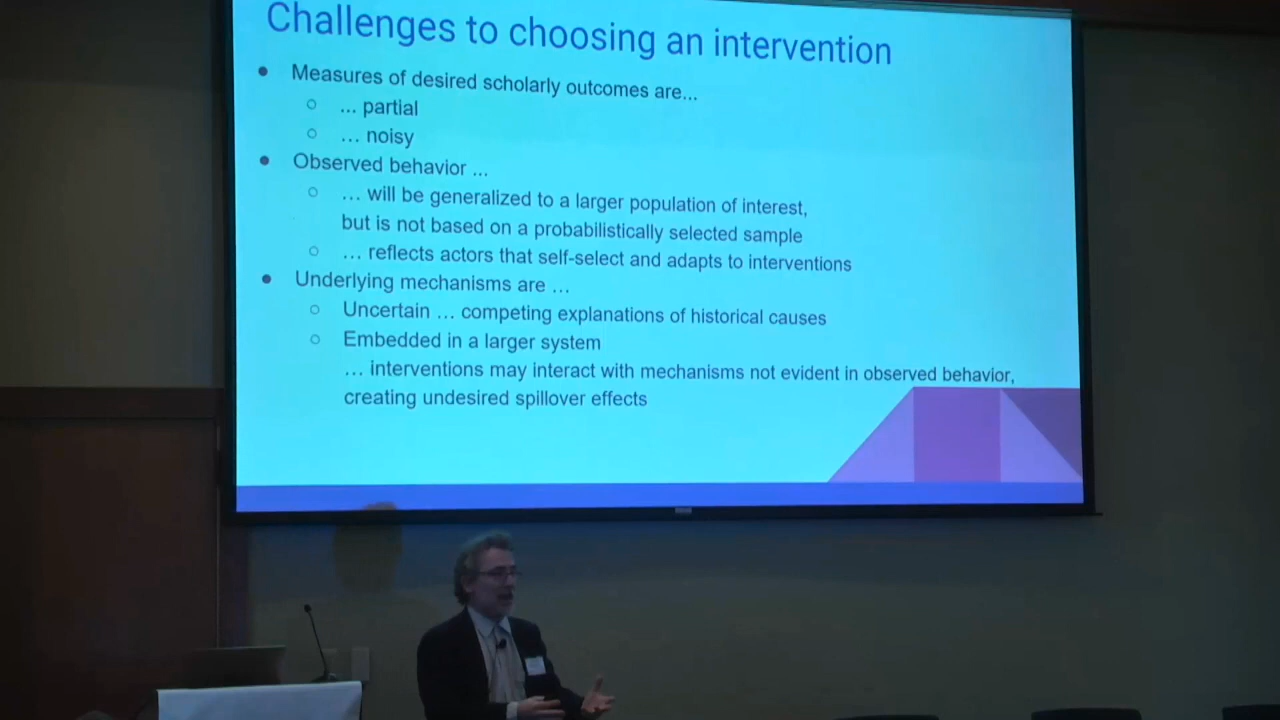 Challenges to choosing an intervention
● Measures of desired scholarly outcomes are...
○ ... partial
○ ... noisy
● Observed behavior ...
○ ... will be generalized to a larger population of interest,
but is not based on a probabilistically selected sample
○ ... reflects actors that self-select and adapts to interventions
● Underlying mechanisms are ...
○ Uncertain ... competing explanations of historical causes
○ Embedded in a larger system
... interventions may interact with mechanisms not evident in observed behavior,
creating undesired spillover effects